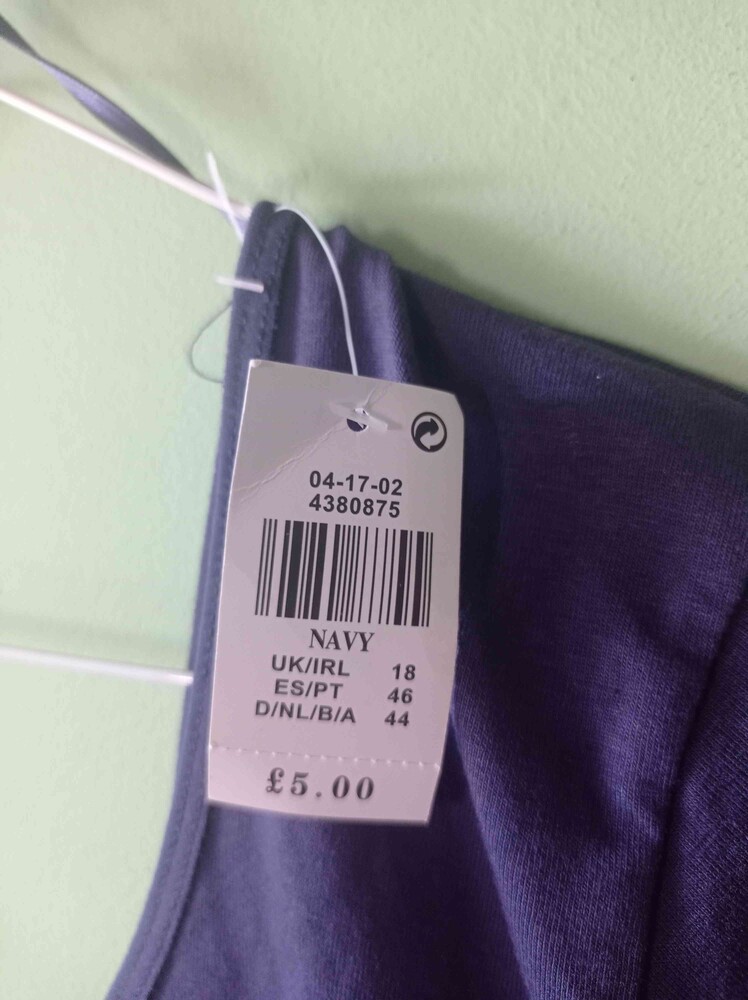 04-17-02
4380875
NAVY
UK/IRL 18
ES/PT 46
D/NL/B/A 44
£5.00